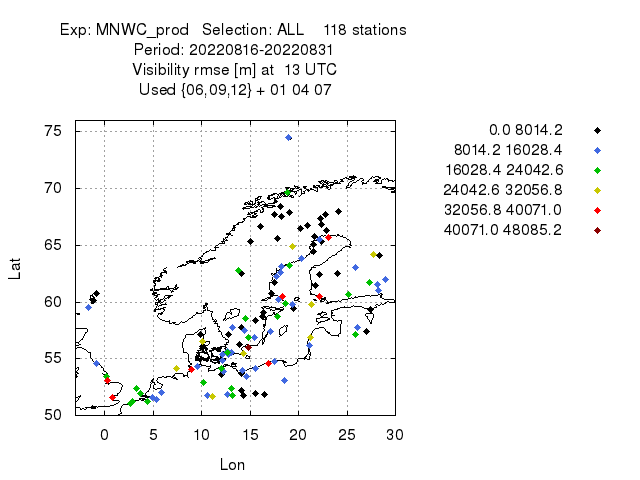 Exp: MNWC_prod Selection: ALL 118 stations
Period: 20220816-20220831
Visibility rmse [m] at 13 UTC
Used {06,09,12} + 01 04 07
0.0 8014.2
8014.2 16028.4
16028.4 24042.6
24042.6 32056.8
32056.8 40071.0
40071.0 48085.2
75
70
65
60
55
50
Lat
0 5 10 15 20 25 30
Lon